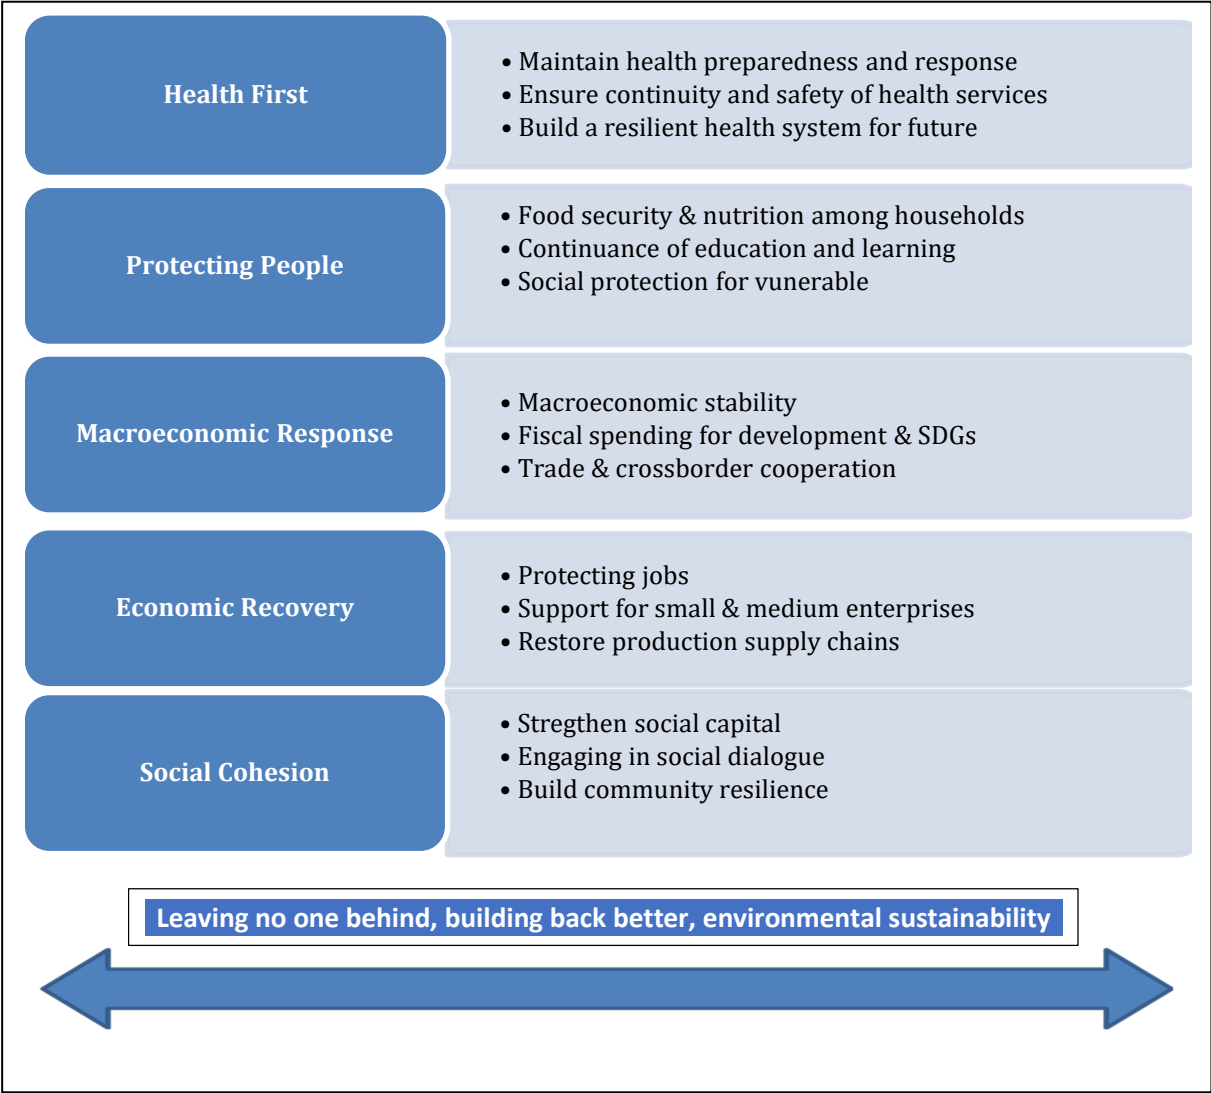 Health First
• Maintain health preparedness and response
• Ensure continuity and safety of health services
• Build a resilient health system for future
Protecting People
• Food security & nutrition among households
• Continuance of education and learning
• Social protection for vunerable
Macroeconomic Response
• Macroeconomic stability
• Fiscal spending for development & SDGs
• Trade & crossborder cooperation
Economic Recovery
• Protecting jobs
• Support for small & medium enterprises
• Restore production supply chains
Social Cohesion
• Stregthen social capital
• Engaging in social dialogue
• Build community resilience
Leaving no one behind, building back better, environmental sustainability